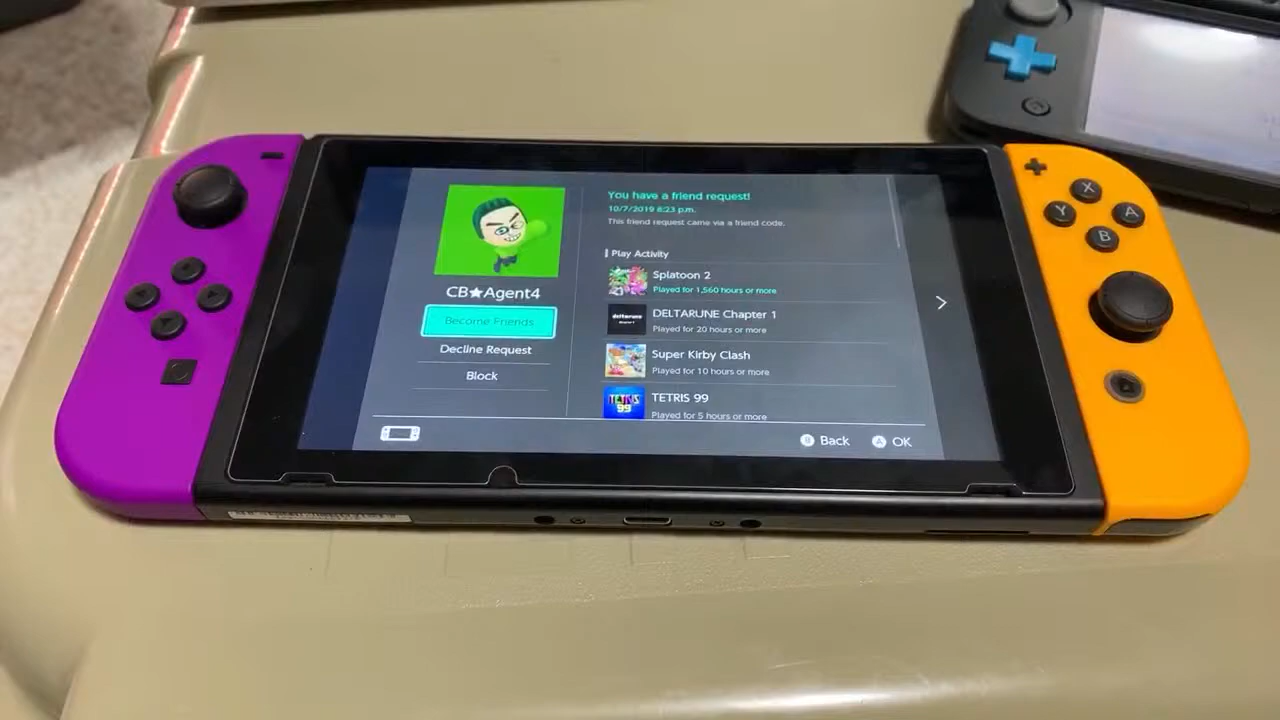 You have a friend request!
10/7/2019 8:23 p.m.
This friend request came via a friend code.
CB★Agent4
Become Friends
Decline Request
Block
Play Activity
Splatoon 2
Played for 1,560 hours or more
DELTARUNE Chapter 1
Played for 20 hours or more
Super Kirby Clash
Played for 10 hours or more
TETRIS 99
TETRIS 99
Played for 5 hours or more
deltarune
B Back
A OK
X
Y
A
B